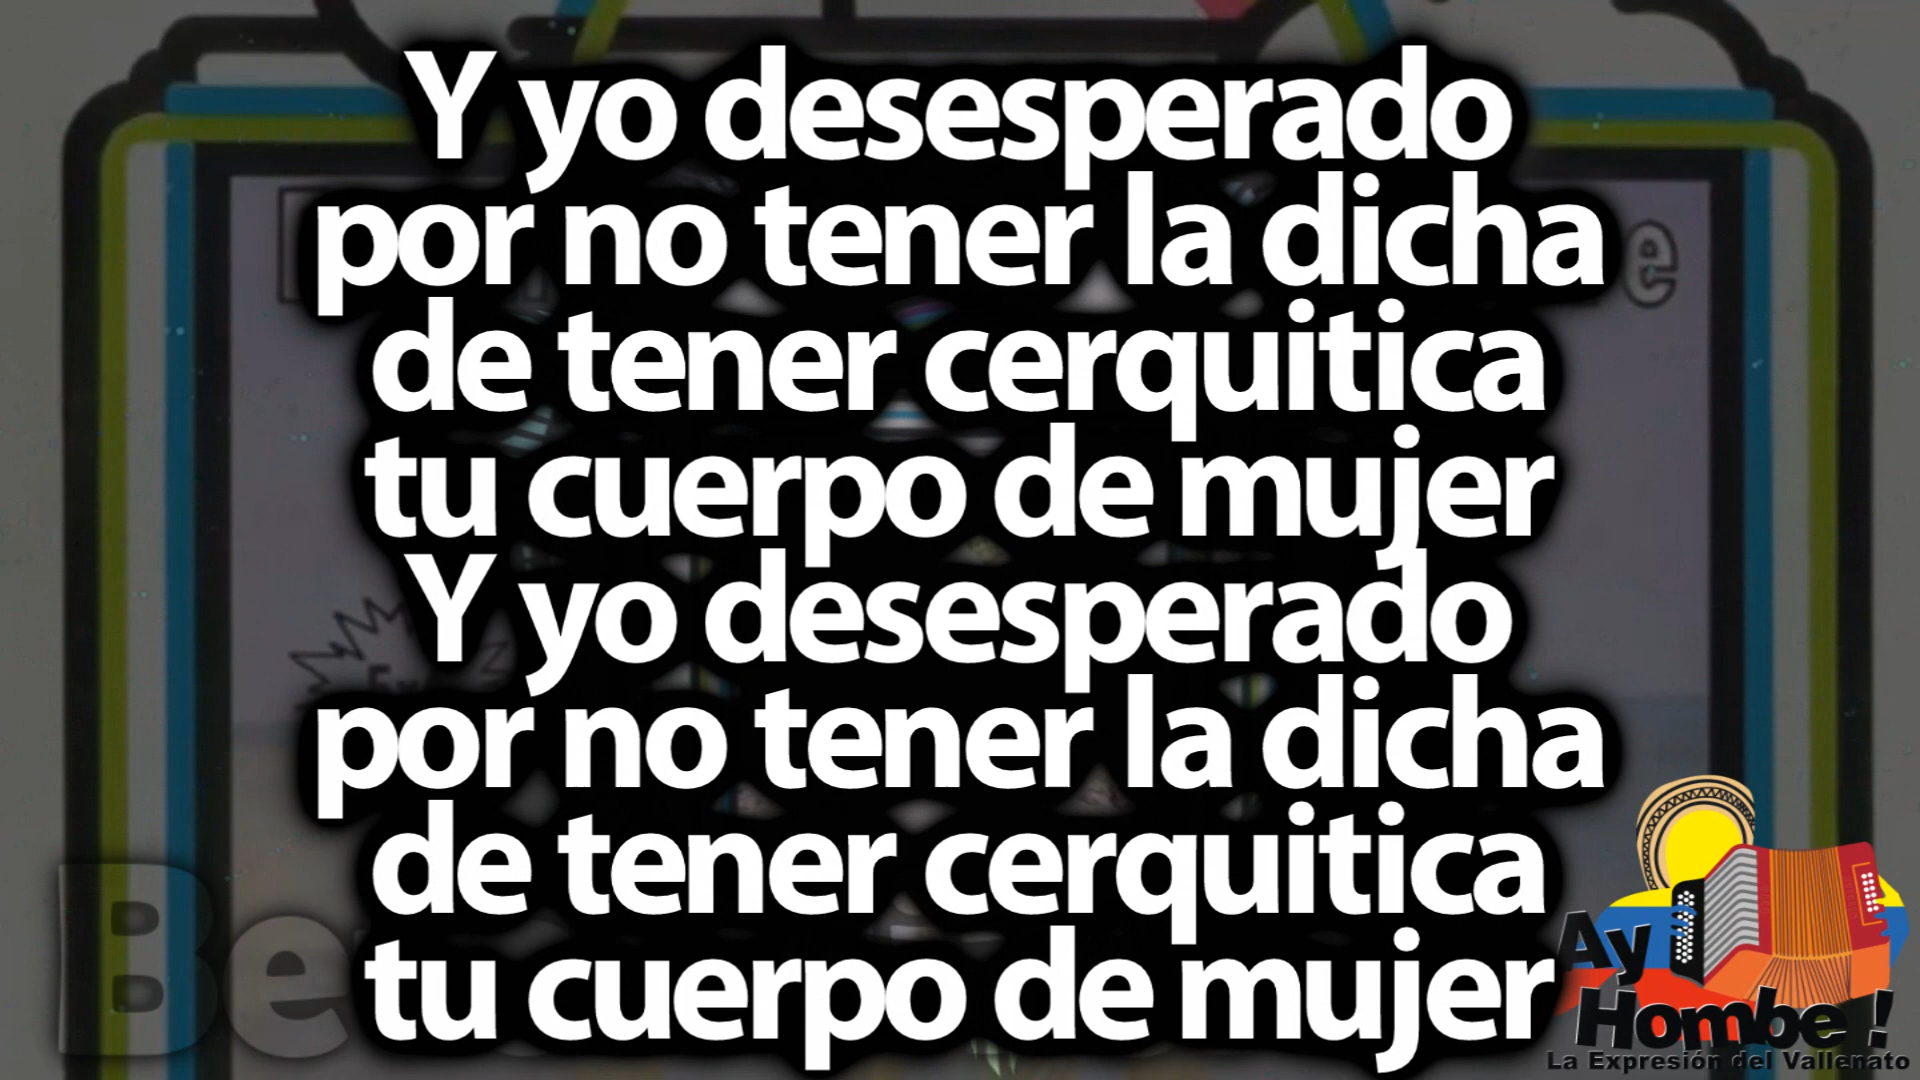 Y yo desesperado
por no tener la dicha
de tener cerquitica
tu cuerpo de mujer
Y yo desesperado
por no tener la dicha
de tener cerquitica
tu cuerpo de mujer
Ay
Hombe!
La Expresión del Vallenato